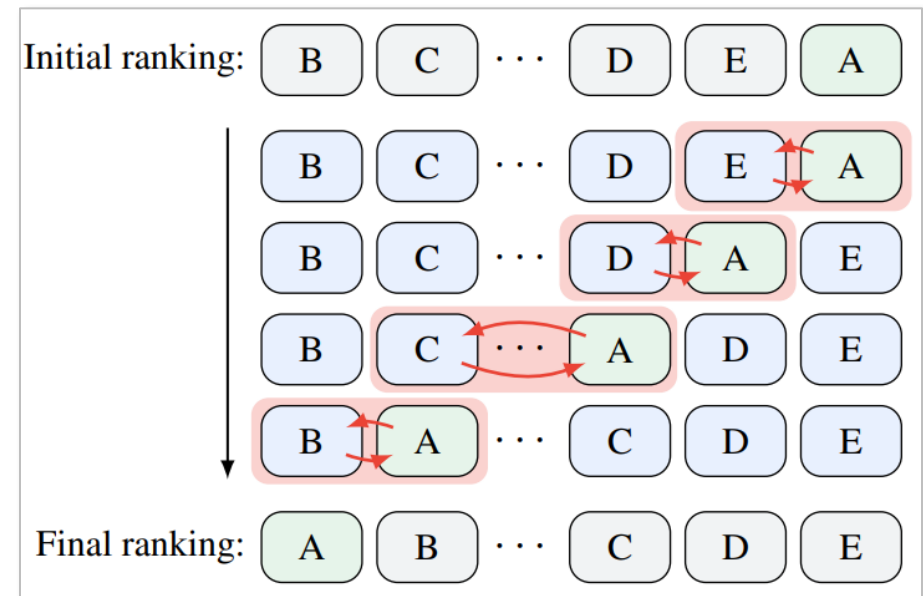 Initial ranking: B C ··· D E A
B C ··· D E A
B C ··· D A E
B C ··· A D E
B A ··· C D E
Final ranking: A B ··· C D E